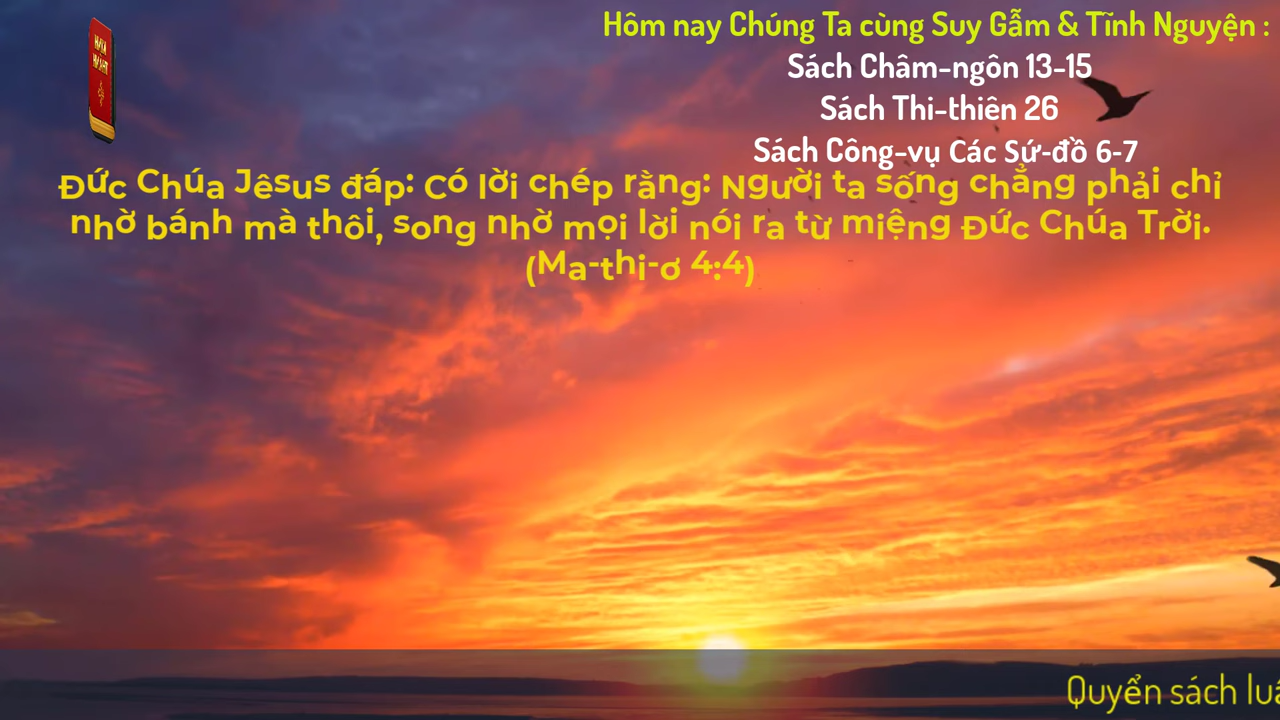 KINH
THÁNH
Hôm nay Chúng Ta cùng Suy Gẫm & Tĩnh Nguyện :
Sách Châm-ngôn 13-15
Sách Thi-thiên 26
Sách Công-vụ Các Sứ-đồ 6-7
Đức Chúa Jêsus đáp: Có lời chép rằng: Người ta sống chẳng phải chỉ
nhờ bánh mà thôi, song nhờ mọi lời nói ra từ miệng Đức Chúa Trời.
(Ma-thi-ơ 4:4)
Quyển sách